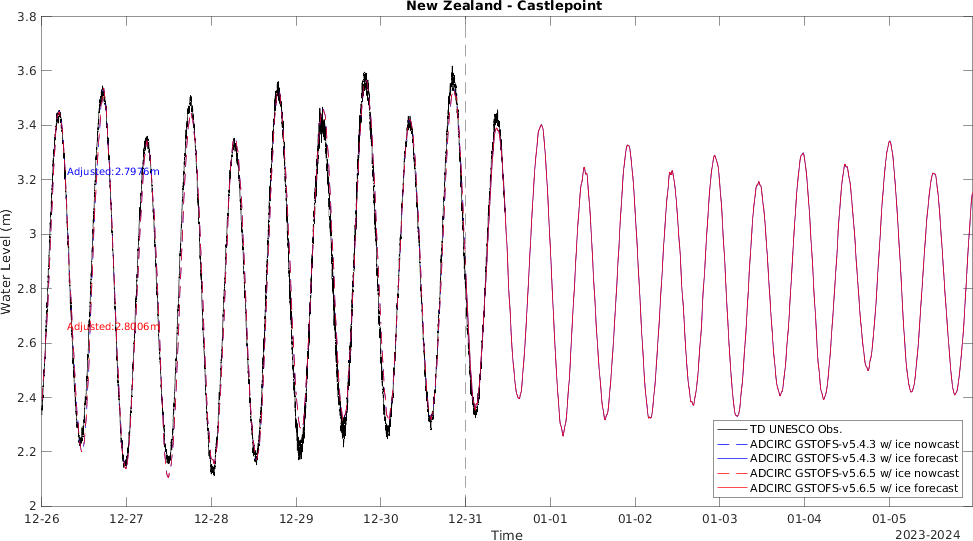 New Zealand - Castlepoint
3.8
3.6
3.4
3.2
3
2.8
2.6
2.4
2.2
2
Water Level (m)
Adjusted:2.7976m
Adjusted:2.8006m
TD UNESCO Obs.
ADCIRC GSTOFS-v5.4.3 w/ ice nowcast
ADCIRC GSTOFS-v5.4.3 w/ ice forecast
ADCIRC GSTOFS-v5.6.5 w/ ice nowcast
ADCIRC GSTOFS-v5.6.5 w/ ice forecast
12-26 12-27 12-28 12-29 12-30 12-31 01-01 01-02 01-03 01-04 01-05
Time
2023-2024